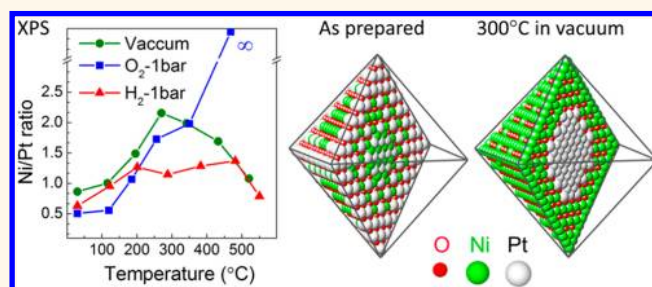 XPS
As prepared
300°C in vacuum
Vaccum
O2-1bar
H2-1bar
∞
Ni/Pt ratio
2.5
2.0
1.5
1.0
0.5
100 200 300 400 500
Temperature (°C)
O Ni Pt